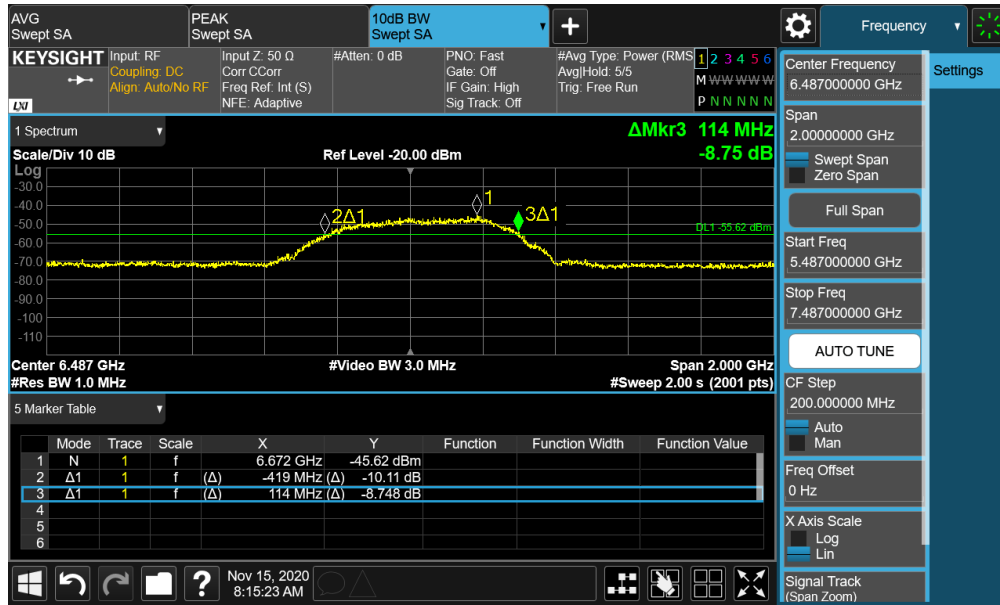 AVG
Swept SA
PEAK
Swept SA
10dB BW
Swept SA
Frequency
KEYSIGHT
LXI
Input: RF
Coupling: DC
Align: Auto/No RF
Input Z: 50 Ω
Corr CCorr
Freq Ref: Int (S)
NFE: Adaptive
#Atten: 0 dB
PNO: Fast
Gate: Off
IF Gain: High
Sig Track: Off
#Avg Type: Power (RMS
Avg|Hold: 5/5
Trig: Free Run
1 2 3 4 5 6
M W W W W W
P N N N N N
1 Spectrum
ΔMkr3 114 MHz
-8.75 dB
Scale/Div 10 dB
Ref Level -20.00 dBm
Log
-30.0
-40.0
-50.0
-60.0
-70.0
-80.0
-90.0
-100
-110
2Δ1
1
3Δ1
DL1 -55.62 dBm
Center 6.487 GHz
#Video BW 3.0 MHz
Span 2.000 GHz
#Res BW 1.0 MHz
#Sweep 2.00 s (2001 pts)
5 Marker Table
Mode Trace Scale X Y Function Function Width Function Value
1 N 1 f 6.672 GHz -45.62 dBm
2 Δ1 1 f (Δ) -419 MHz (Δ) -10.11 dB
3 Δ1 1 f (Δ) 114 MHz (Δ) -8.748 dB
4
5
6
Nov 15, 2020
8:15:23 AM
Center Frequency
6.487000000 GHz
Span
2.00000000 GHz
Swept Span
Zero Span
Full Span
Start Freq
5.487000000 GHz
Stop Freq
7.487000000 GHz
AUTO TUNE
CF Step
200.000000 MHz
Auto
Man
Freq Offset
0 Hz
X Axis Scale
Log
Lin
Signal Track
(Span Zoom)
Settings